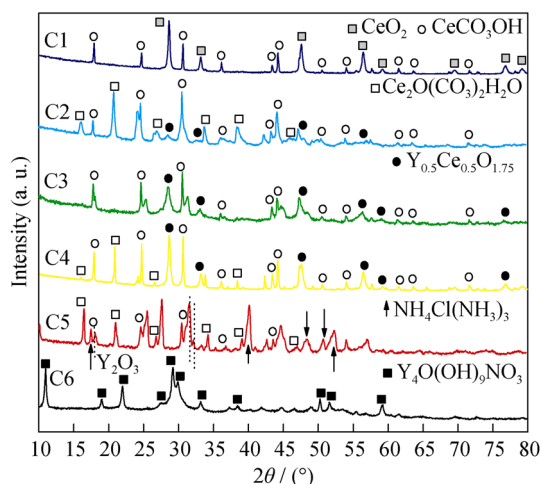 CeO₂ CeCO₃OH
C1
Ce₂O(CO₃)₂H₂O
C2
Y₀.₅Ce₀.₅O₁.₇₅
C3
C4
NH₄Cl(NH₃)₃
C5
Y₂O₃
Y₄O(OH)₉NO₃
C6
Intensity (a. u.)
10 15 20 25 30 35 40 45 50 55 60 65 70 75 80
2θ / (°)